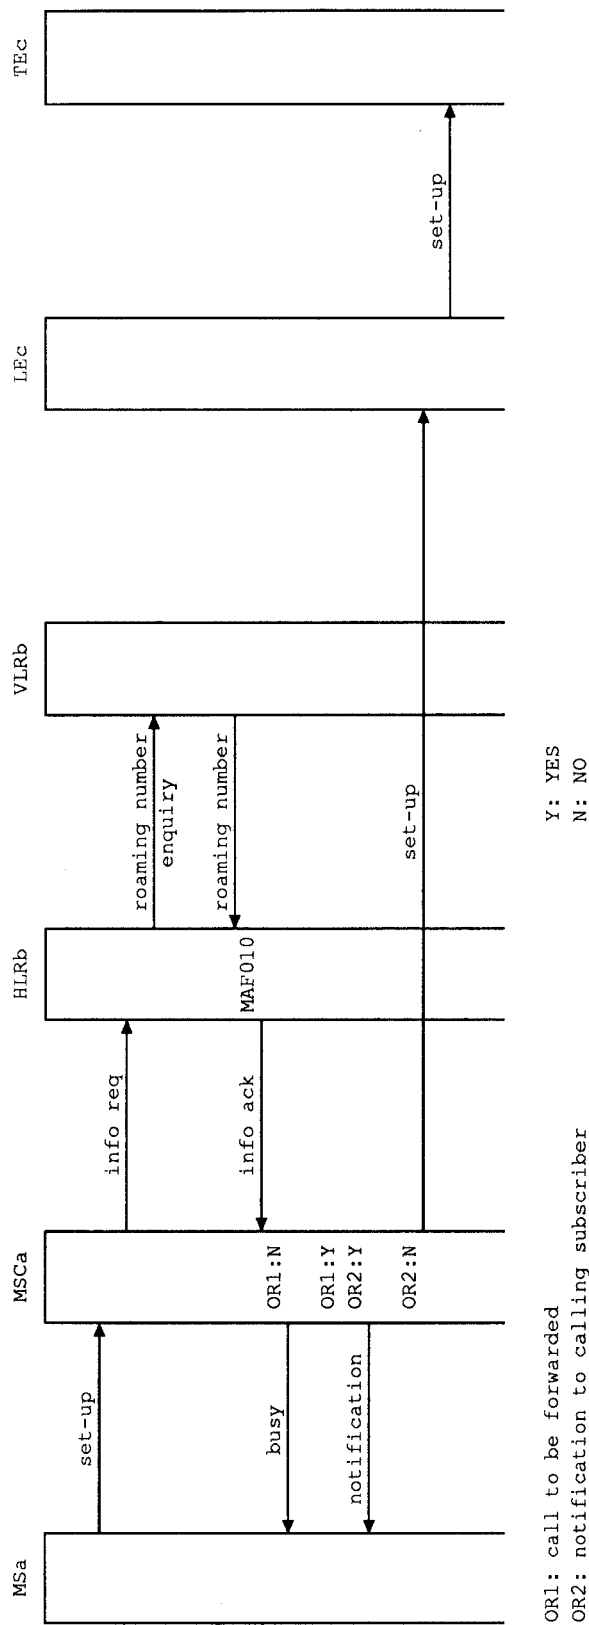 MSa
MSCa
HLRb
VLRb
LEc
TEc
set-up
info req
roaming number
enquiry
roaming number
MAF010
info ack
OR1:N
busy
OR1:Y
OR2:Y
notification
OR2:N
set-up
set-up
OR1: call to be forwarded
OR2: notification to calling subscriber
Y: YES
N: NO